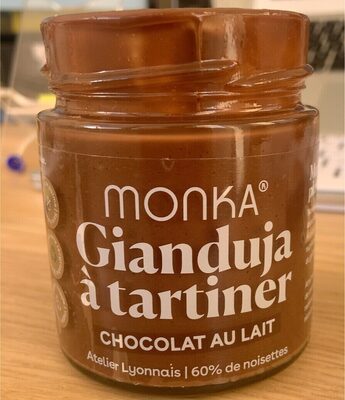 MONKA®
Gianduja
à tartiner
CHOCOLAT AU LAIT
Atelier Lyonnais | 60% de noisettes